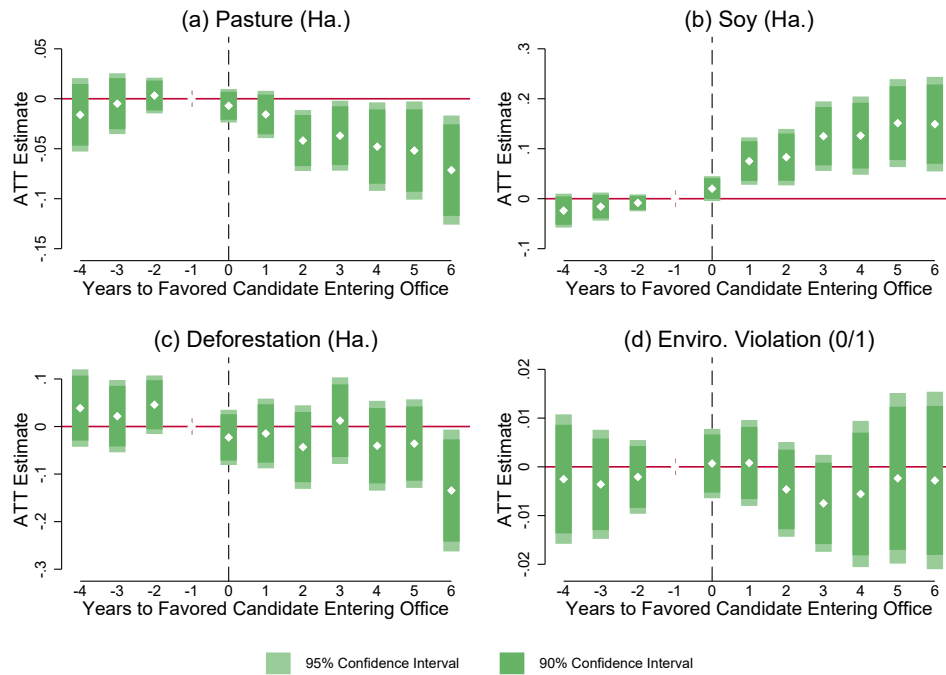 (a) Pasture (Ha.)
ATT Estimate
.05
0
-.05
-.1
-.15
-4 -3 -2 -1 0 1 2 3 4 5 6
Years to Favored Candidate Entering Office
(b) Soy (Ha.)
ATT Estimate
.3
.2
.1
0
-.1
-4 -3 -2 -1 0 1 2 3 4 5 6
Years to Favored Candidate Entering Office
(c) Deforestation (Ha.)
ATT Estimate
.1
0
-.1
-.2
-.3
-4 -3 -2 -1 0 1 2 3 4 5 6
Years to Favored Candidate Entering Office
(d) Enviro. Violation (0/1)
ATT Estimate
.02
.01
0
-.01
-.02
-4 -3 -2 -1 0 1 2 3 4 5 6
Years to Favored Candidate Entering Office
95% Confidence Interval
90% Confidence Interval